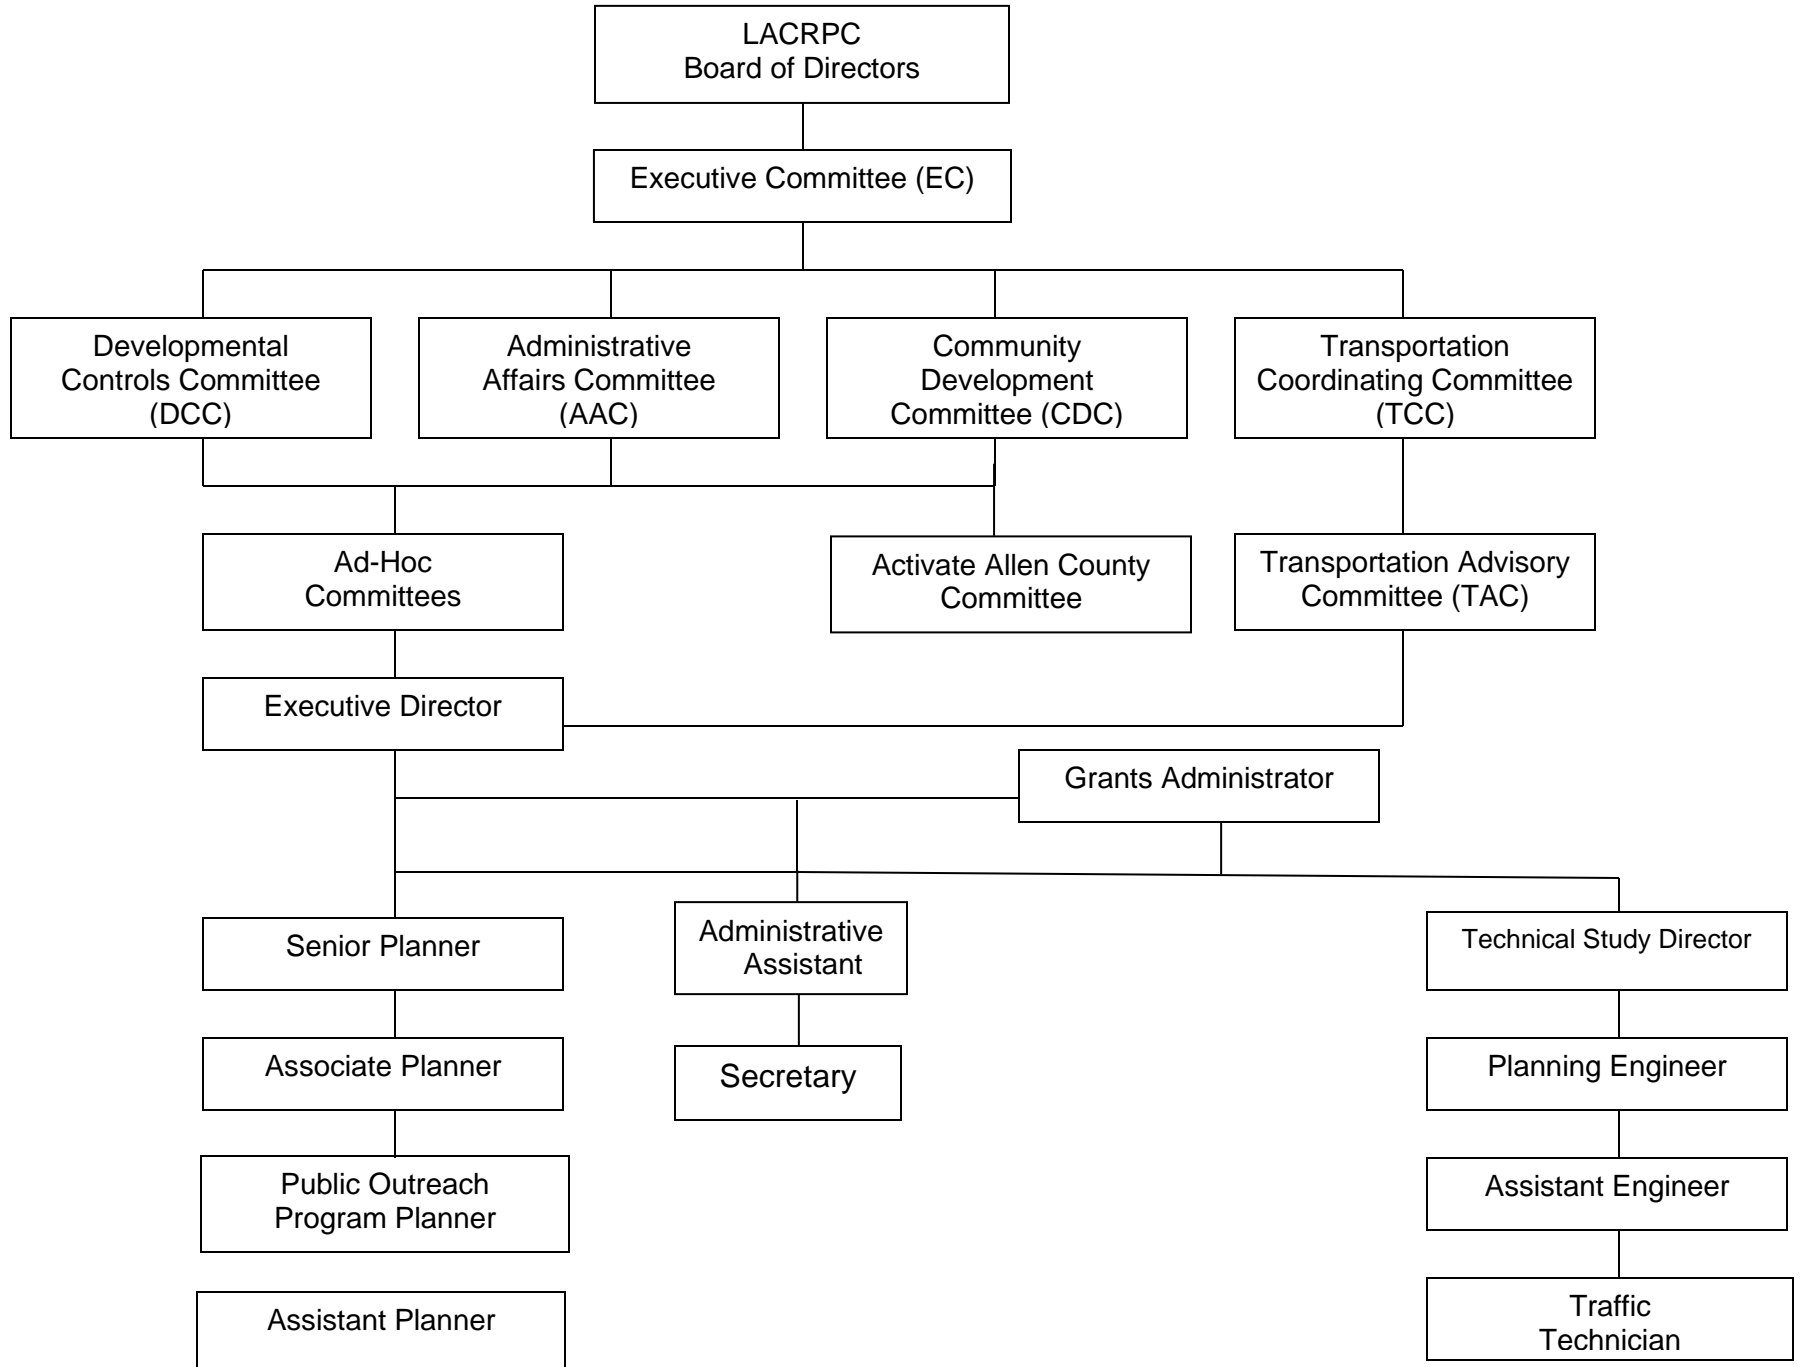 LACRPC
Board of Directors
Executive Committee (EC)
Developmental
Controls Committee
(DCC)
Administrative
Affairs Committee
(AAC)
Community
Development
Committee (CDC)
Transportation
Coordinating Committee
(TCC)
Ad-Hoc
Committees
Activate Allen County
Committee
Transportation Advisory
Committee (TAC)
Executive Director
Grants Administrator
Senior Planner
Administrative
Assistant
Technical Study Director
Associate Planner
Secretary
Planning Engineer
Public Outreach
Program Planner
Assistant Engineer
Assistant Planner
Traffic
Technician